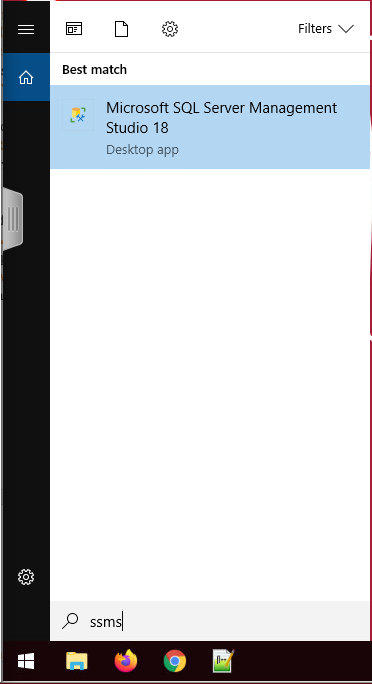 Filters
Best match
Microsoft SQL Server Management
Studio 18
Desktop app
ssms